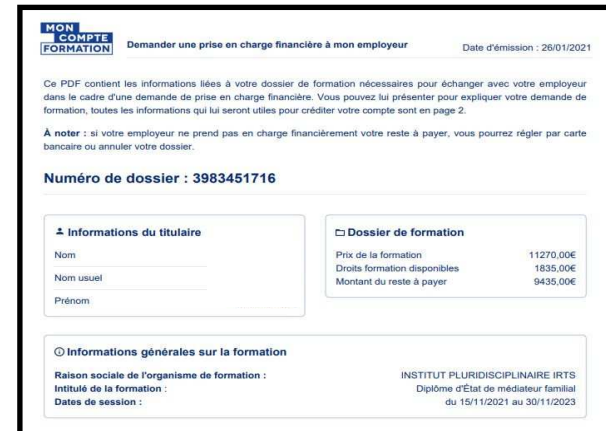 MON
COMPTE
FORMATION
Demander une prise en charge financière à mon employeur
Date d'émission : 26/01/2021
Ce PDF contient les informations liées à votre dossier de formation nécessaires pour échanger avec votre employeur
dans le cadre d'une demande de prise en charge financière. Vous pouvez lui présenter pour expliquer votre demande de
formation, toutes les informations qui lui seront utiles pour créditer votre compte sont en page 2.
À noter : si votre employeur ne prend pas en charge financièrement votre reste à payer, vous pourrez régler par carte
bancaire ou annuler votre dossier.
Numéro de dossier : 3983451716
Informations du titulaire
Nom
Nom usuel
Prénom
Dossier de formation
Prix de la formation 11270,00€
Droits formation disponibles 1835,00€
Montant du reste à payer 9435,00€
Informations générales sur la formation
Raison sociale de l'organisme de formation : INSTITUT PLURIDISCIPLINAIRE IRTS
Intitulé de la formation : Diplôme d'État de médiateur familial
Dates de session : du 15/11/2021 au 30/11/2023